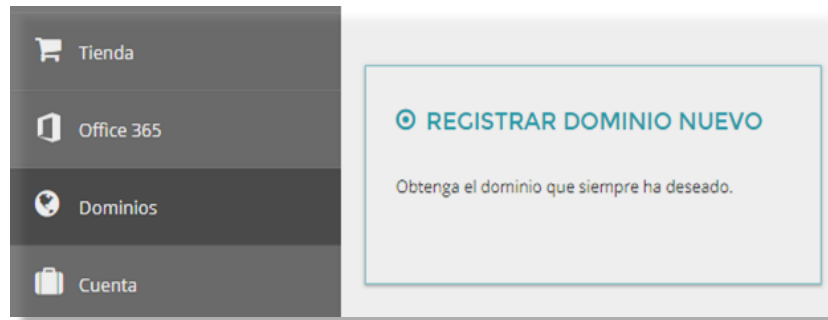 Tienda
Office 365
Dominios
Cuenta
REGISTRAR DOMINIO NUEVO
Obtenga el dominio que siempre ha deseado.